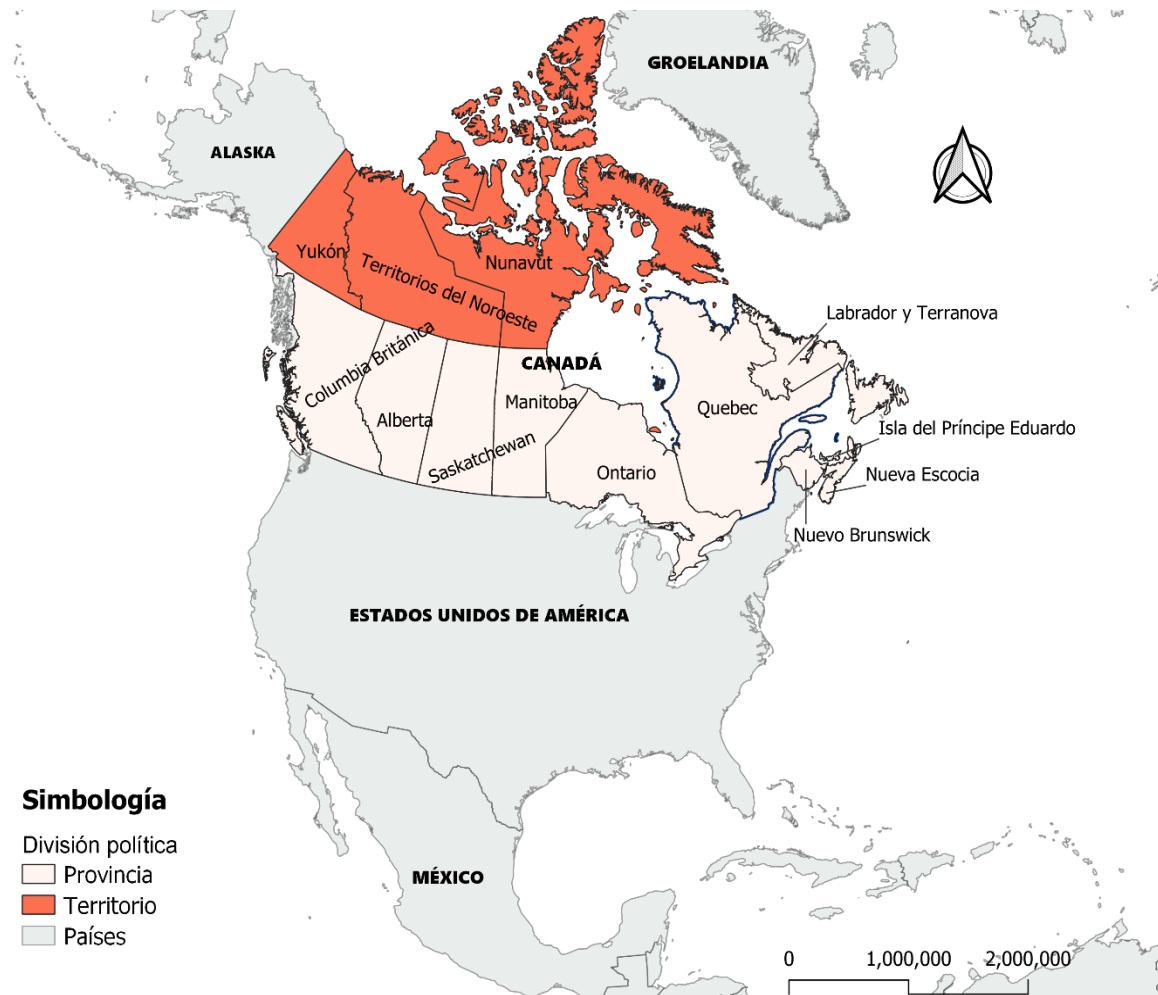 GROELANDIA
ALASKA
Yukón
Territorios del Noroeste
Nunavut
Labrador y Terranova
CANADÁ
Columbia Británica
Alberta
Saskatchewan
Manitoba
Ontario
Quebec
Isla del Príncipe Eduardo
Nueva Escocia
Nuevo Brunswick
ESTADOS UNIDOS DE AMÉRICA
MÉXICO
Simbología
División política
Provincia
Territorio
Países
0 1,000,000 2,000,000